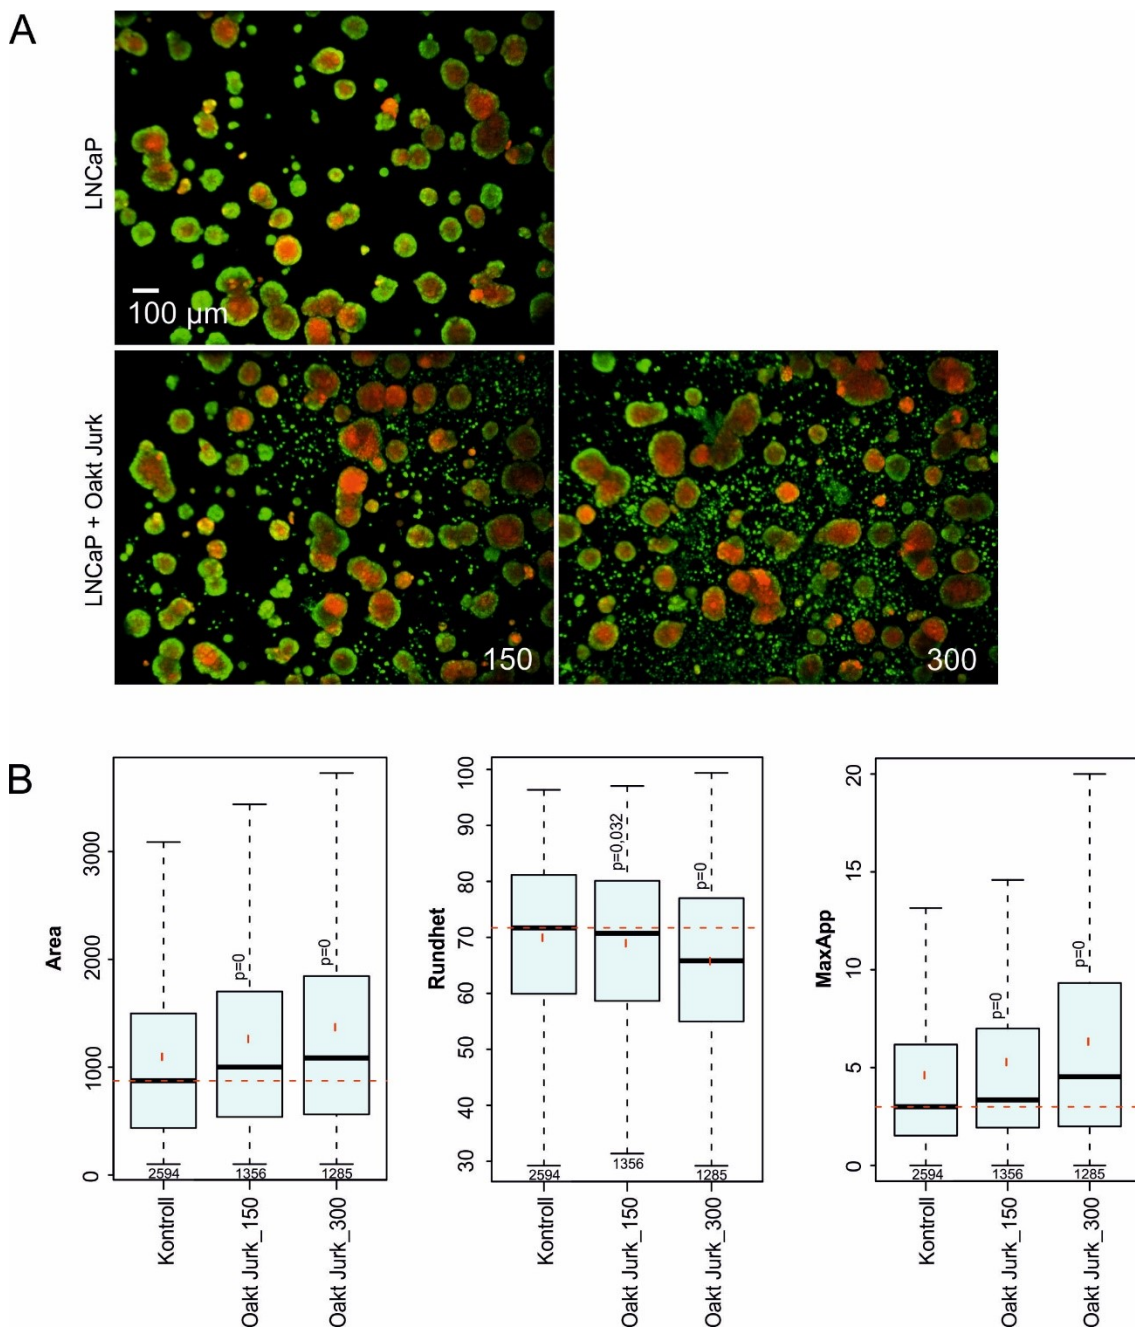 A
LNCaP
100 µm
LNCaP + Oakt Jurk
150
300
B
Area
3000
2000
1000
0
p=0
p=0
2594
1356
1285
Kontroll
Oakt Jurk_150
Oakt Jurk_300
Rundhet
100
90
80
70
60
50
40
30
p=0,032
p=0
2594
1356
1285
Kontroll
Oakt Jurk_150
Oakt Jurk_300
MaxApp
20
15
10
5
0
p=0
p=0
2594
1356
1285
Kontroll
Oakt Jurk_150
Oakt Jurk_300